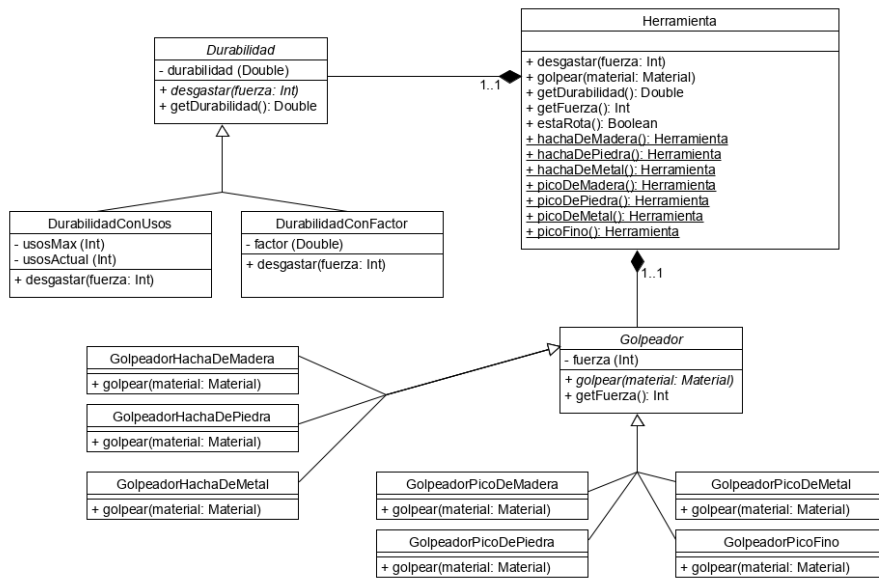 Herramienta
+ desgastar(fuerza: Int)
+ golpear(material: Material)
+ getDurabilidad(): Double
+ getFuerza(): Int
+ estaRota(): Boolean
+ hachaDeMadera(): Herramienta
+ hachaDePiedra(): Herramienta
+ hachaDeMetal(): Herramienta
+ picoDeMadera(): Herramienta
+ picoDePiedra(): Herramienta
+ picoDeMetal(): Herramienta
+ picoFino(): Herramienta
Durabilidad
- durabilidad (Double)
+ desgastar(fuerza: Int)
+ getDurabilidad(): Double
1..1
DurabilidadConUsos
- usosMax (Int)
- usosActual (Int)
+ desgastar(fuerza: Int)
DurabilidadConFactor
- factor (Double)
+ desgastar(fuerza: Int)
1..1
Golpeador
- fuerza (Int)
+ golpear(material: Material)
+ getFuerza(): Int
GolpeadorHachaDeMadera
+ golpear(material: Material)
GolpeadorHachaDePiedra
+ golpear(material: Material)
GolpeadorHachaDeMetal
+ golpear(material: Material)
GolpeadorPicoDeMadera
+ golpear(material: Material)
GolpeadorPicoDeMetal
+ golpear(material: Material)
GolpeadorPicoDePiedra
+ golpear(material: Material)
GolpeadorPicoFino
+ golpear(material: Material)